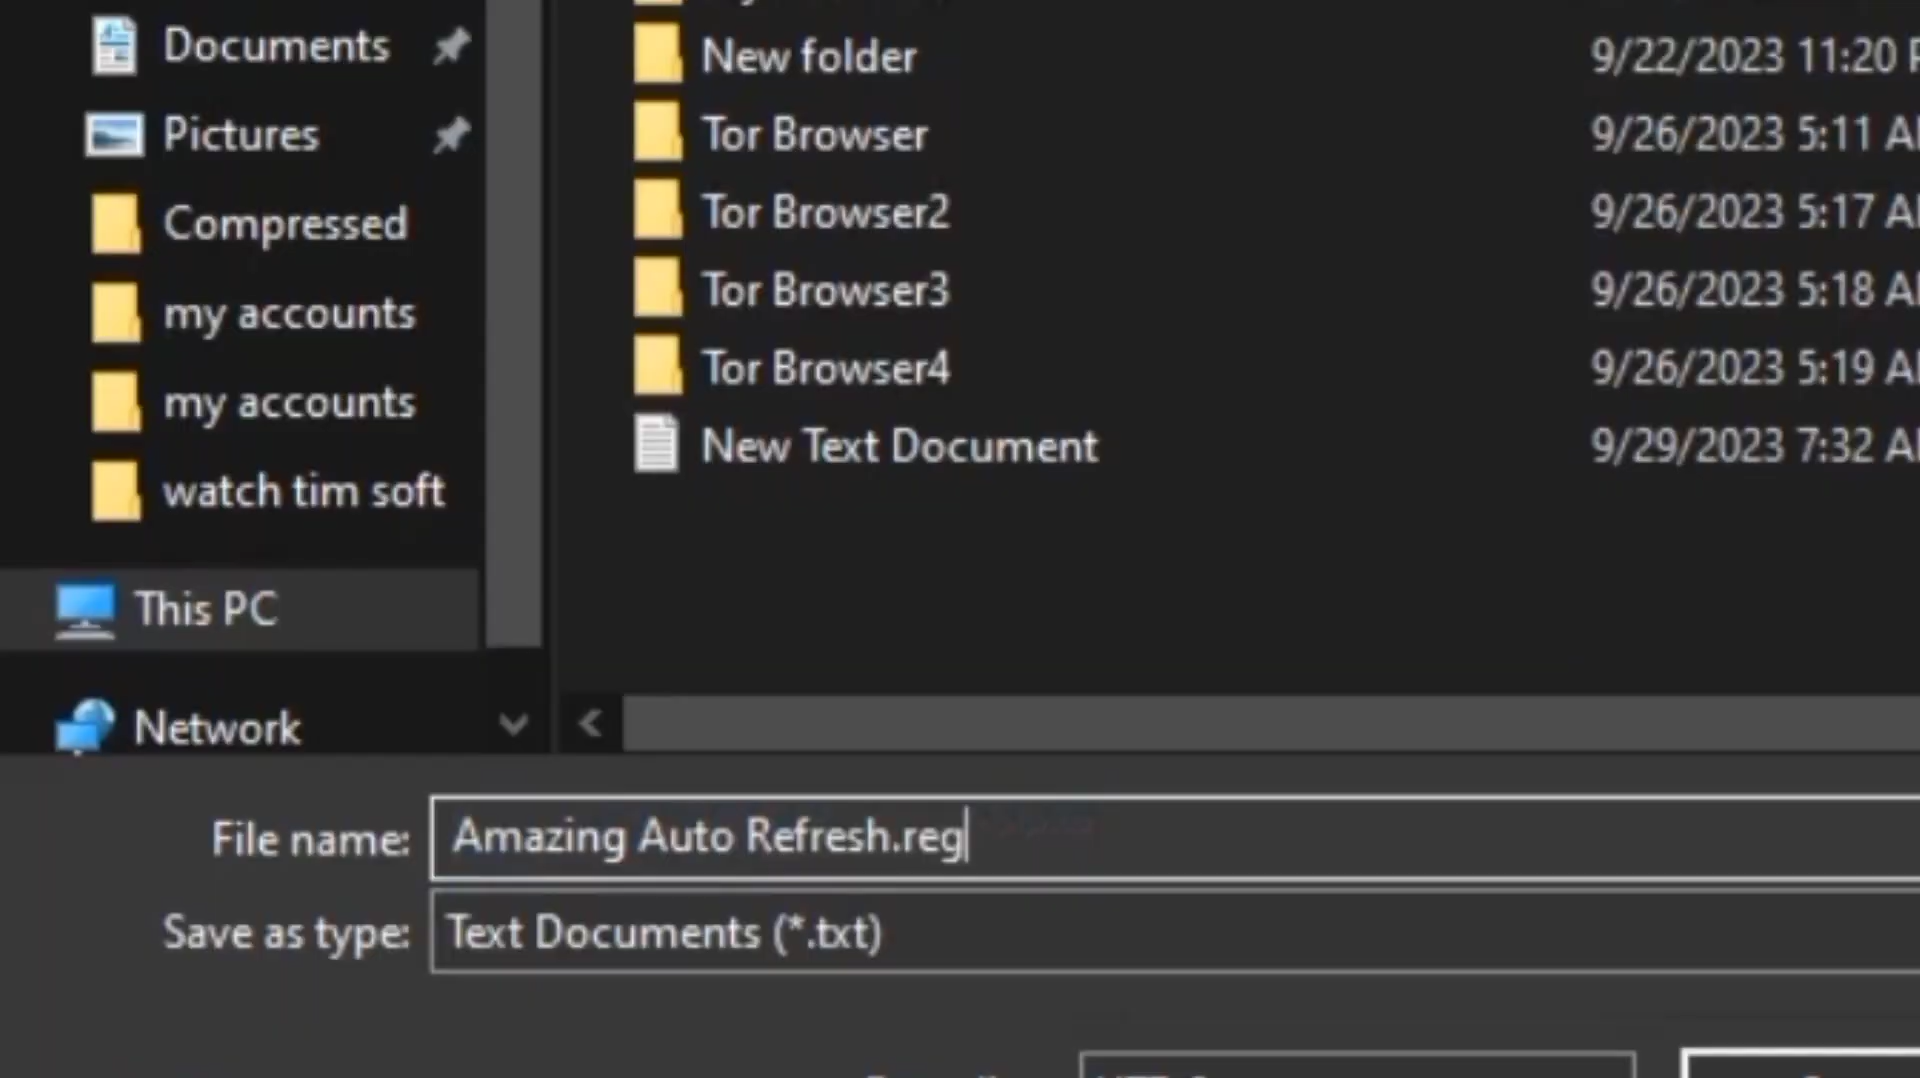 Documents
Pictures
Compressed
my accounts
my accounts
watch tim soft
This PC
Network
New folder 9/22/2023 11:20
Tor Browser 9/26/2023 5:11
Tor Browser2 9/26/2023 5:17
Tor Browser3 9/26/2023 5:18
Tor Browser4 9/26/2023 5:19
New Text Document 9/29/2023 7:32
File name: Amazing Auto Refresh.reg
Save as type: Text Documents (*.txt)